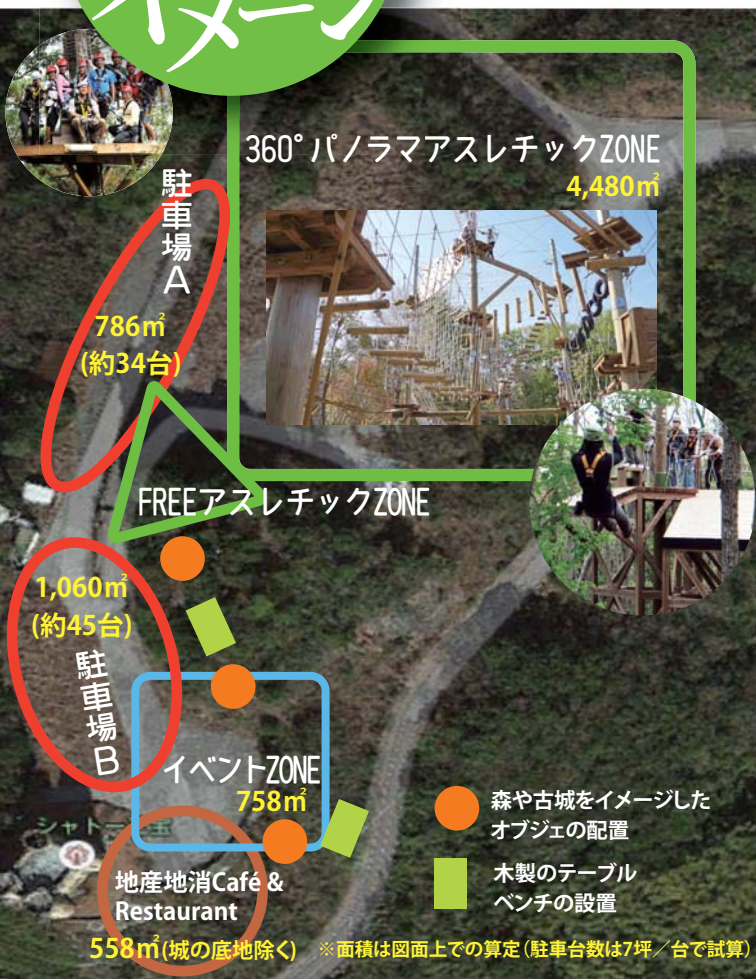 イメージ
360°パノラマアスレチックZONE
4,480㎡
駐車場A
786㎡
(約34台)
FREEアスレチックZONE
1,060㎡
(約45台)
駐車場B
イベントZONE
758㎡
地産地消Café &
Restaurant
558㎡(城の底地除く)
森や古城をイメージした
オブジェの配置
木製のテーブル
ベンチの設置
※面積は図面上での算定(駐車台数は7坪／台で試算)